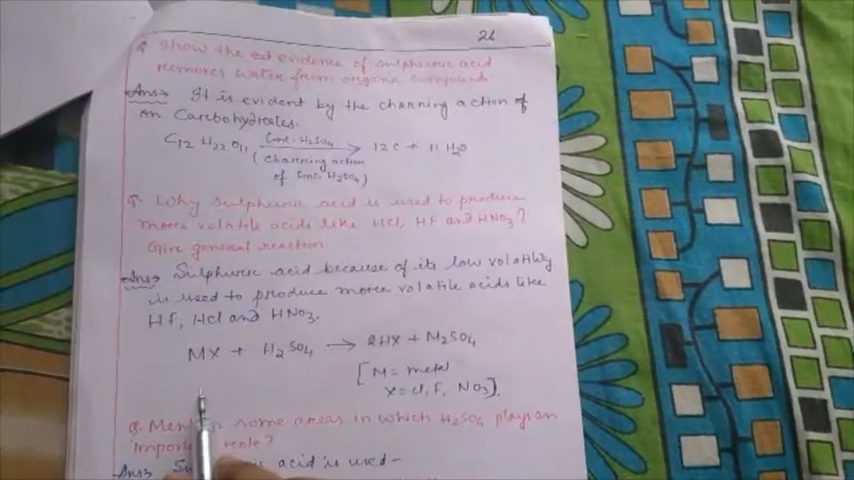 21
Q Show the ext evidence of sulphuric acid
removes water from organic compounds.
Ans→ It is evident by the charring action of
on Carbohydrates.
C12 H22 O11 Conc. H2SO4 → 12C + 11 H2O
(Charring action
of Conc. H2SO4)
Q. Why sulphuric acid is used to produce
more volatile acids like HCl, HF and HNO3?
Give general reaction
Ans→ Sulphuric acid because of its low volatility
is used to produce more volatile acids like
HF, HCl and HNO3.
MX + H2SO4 → 2HX + M2SO4
[M = metal
X = Cl, F, NO3].
Q. some areas in which H2SO4 plays an
important role?
Ans→ acid is used -